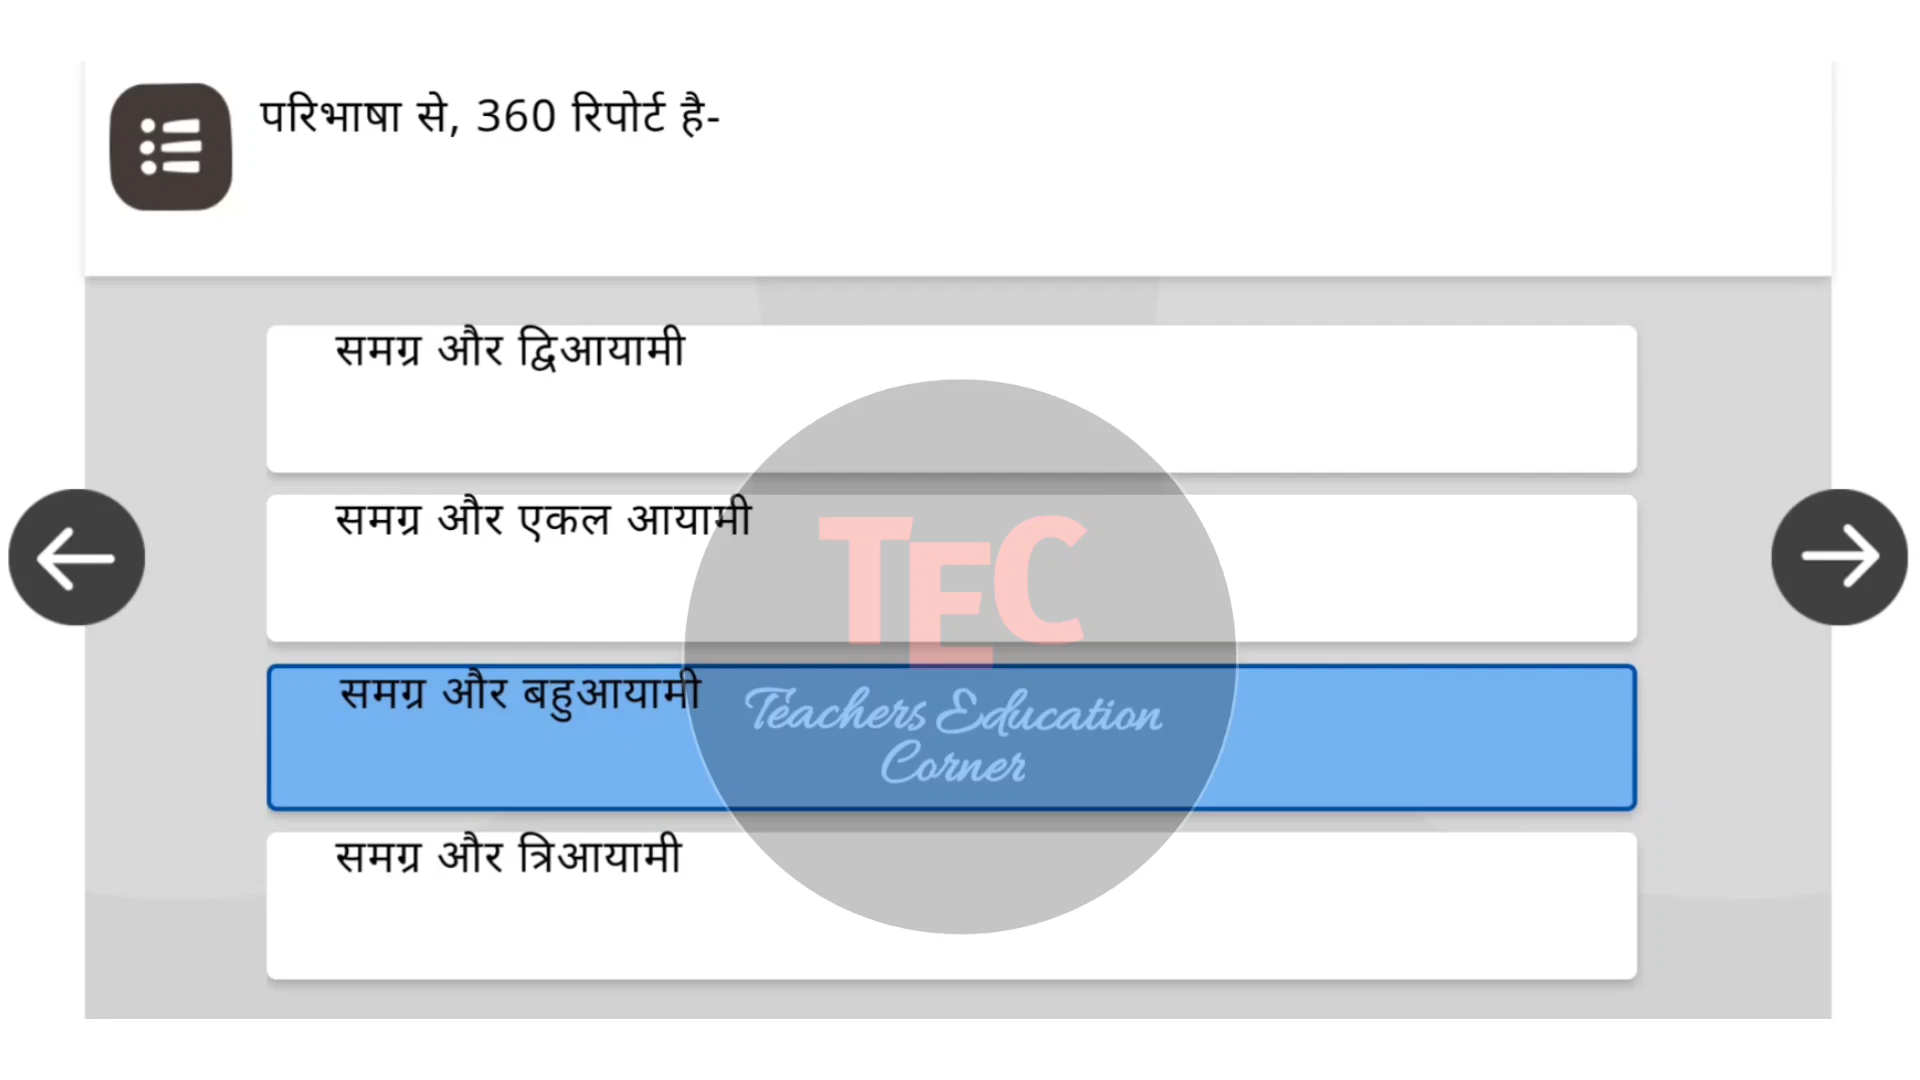 परिभाषा से, 360 रिपोर्ट है-
समग्र और द्विआयामी
समग्र और एकल आयामी
TEC
समग्र और बहुआयामी
Teachers Education
Corner
समग्र और त्रिआयामी